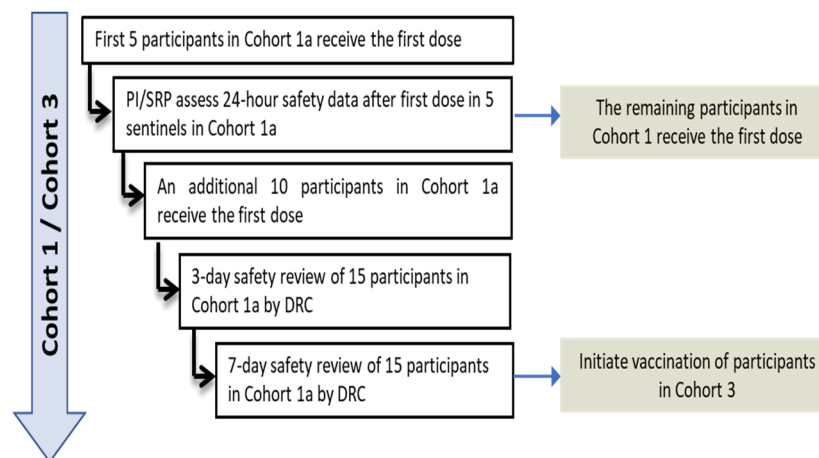 Cohort 1 / Cohort 3
First 5 participants in Cohort 1a receive the first dose
PI/SRP assess 24-hour safety data after first dose in 5
sentinels in Cohort 1a
The remaining participants in
Cohort 1 receive the first dose
An additional 10 participants in Cohort 1a
receive the first dose
3-day safety review of 15 participants in
Cohort 1a by DRC
7-day safety review of 15 participants
in Cohort 1a by DRC
Initiate vaccination of participants
in Cohort 3